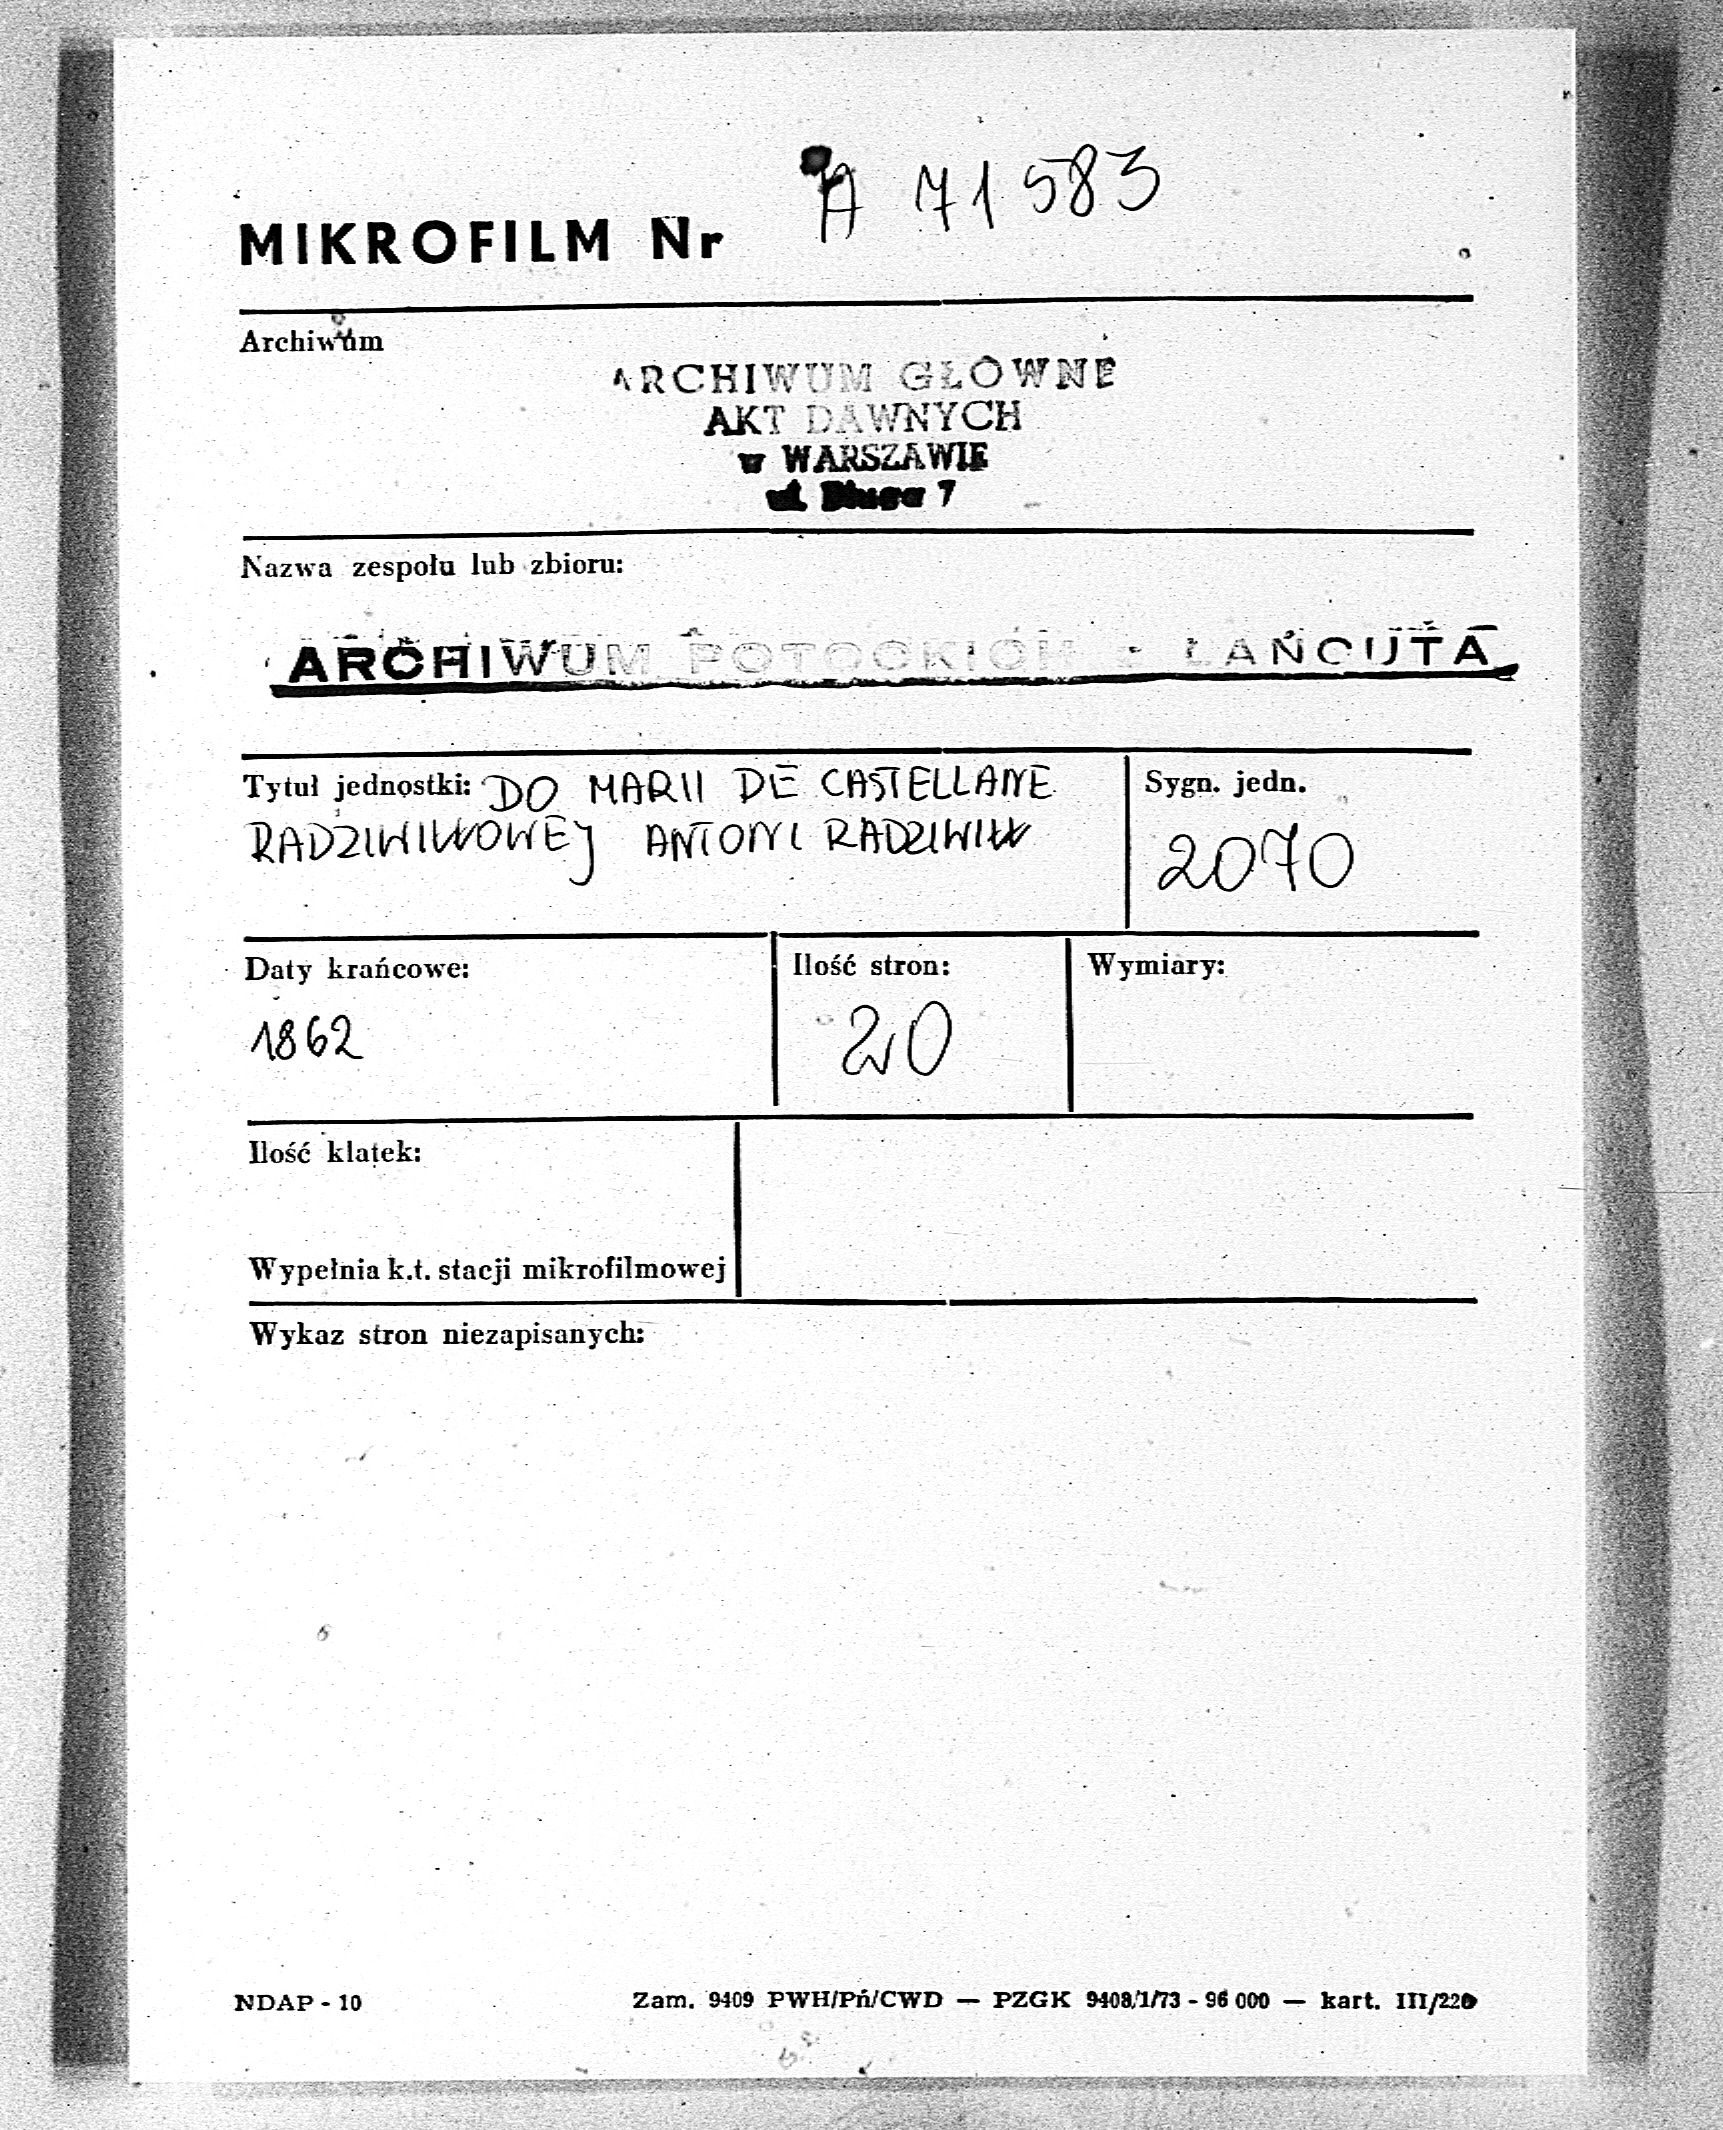 MIKROFILM Nr A 71583
Archiwum
ARCHIWUM GŁÓWNE
AKT DAWNYCH
w WARSZAWIE
ul. Długa 7
Nazwa zespołu lub zbioru:
ARCHIWUM POTOCKICH z ŁAŃCUTA
Tytuł jednostki: DO MARII DE CASTELLANE
RADZIWIŁŁOWEJ ANTONI RADZIWIŁŁ
Sygn. jedn.
2070
Daty krańcowe:
1862
Ilość stron:
20
Wymiary:
Ilość klatek:
Wypełnia k.t. stacji mikrofilmowej
Wykaz stron niezapisanych:
NDAP - 10 Zam. 9409 PWH/Pń/CWD — PZGK 9408/1/73 - 96 000 — kart. III/220